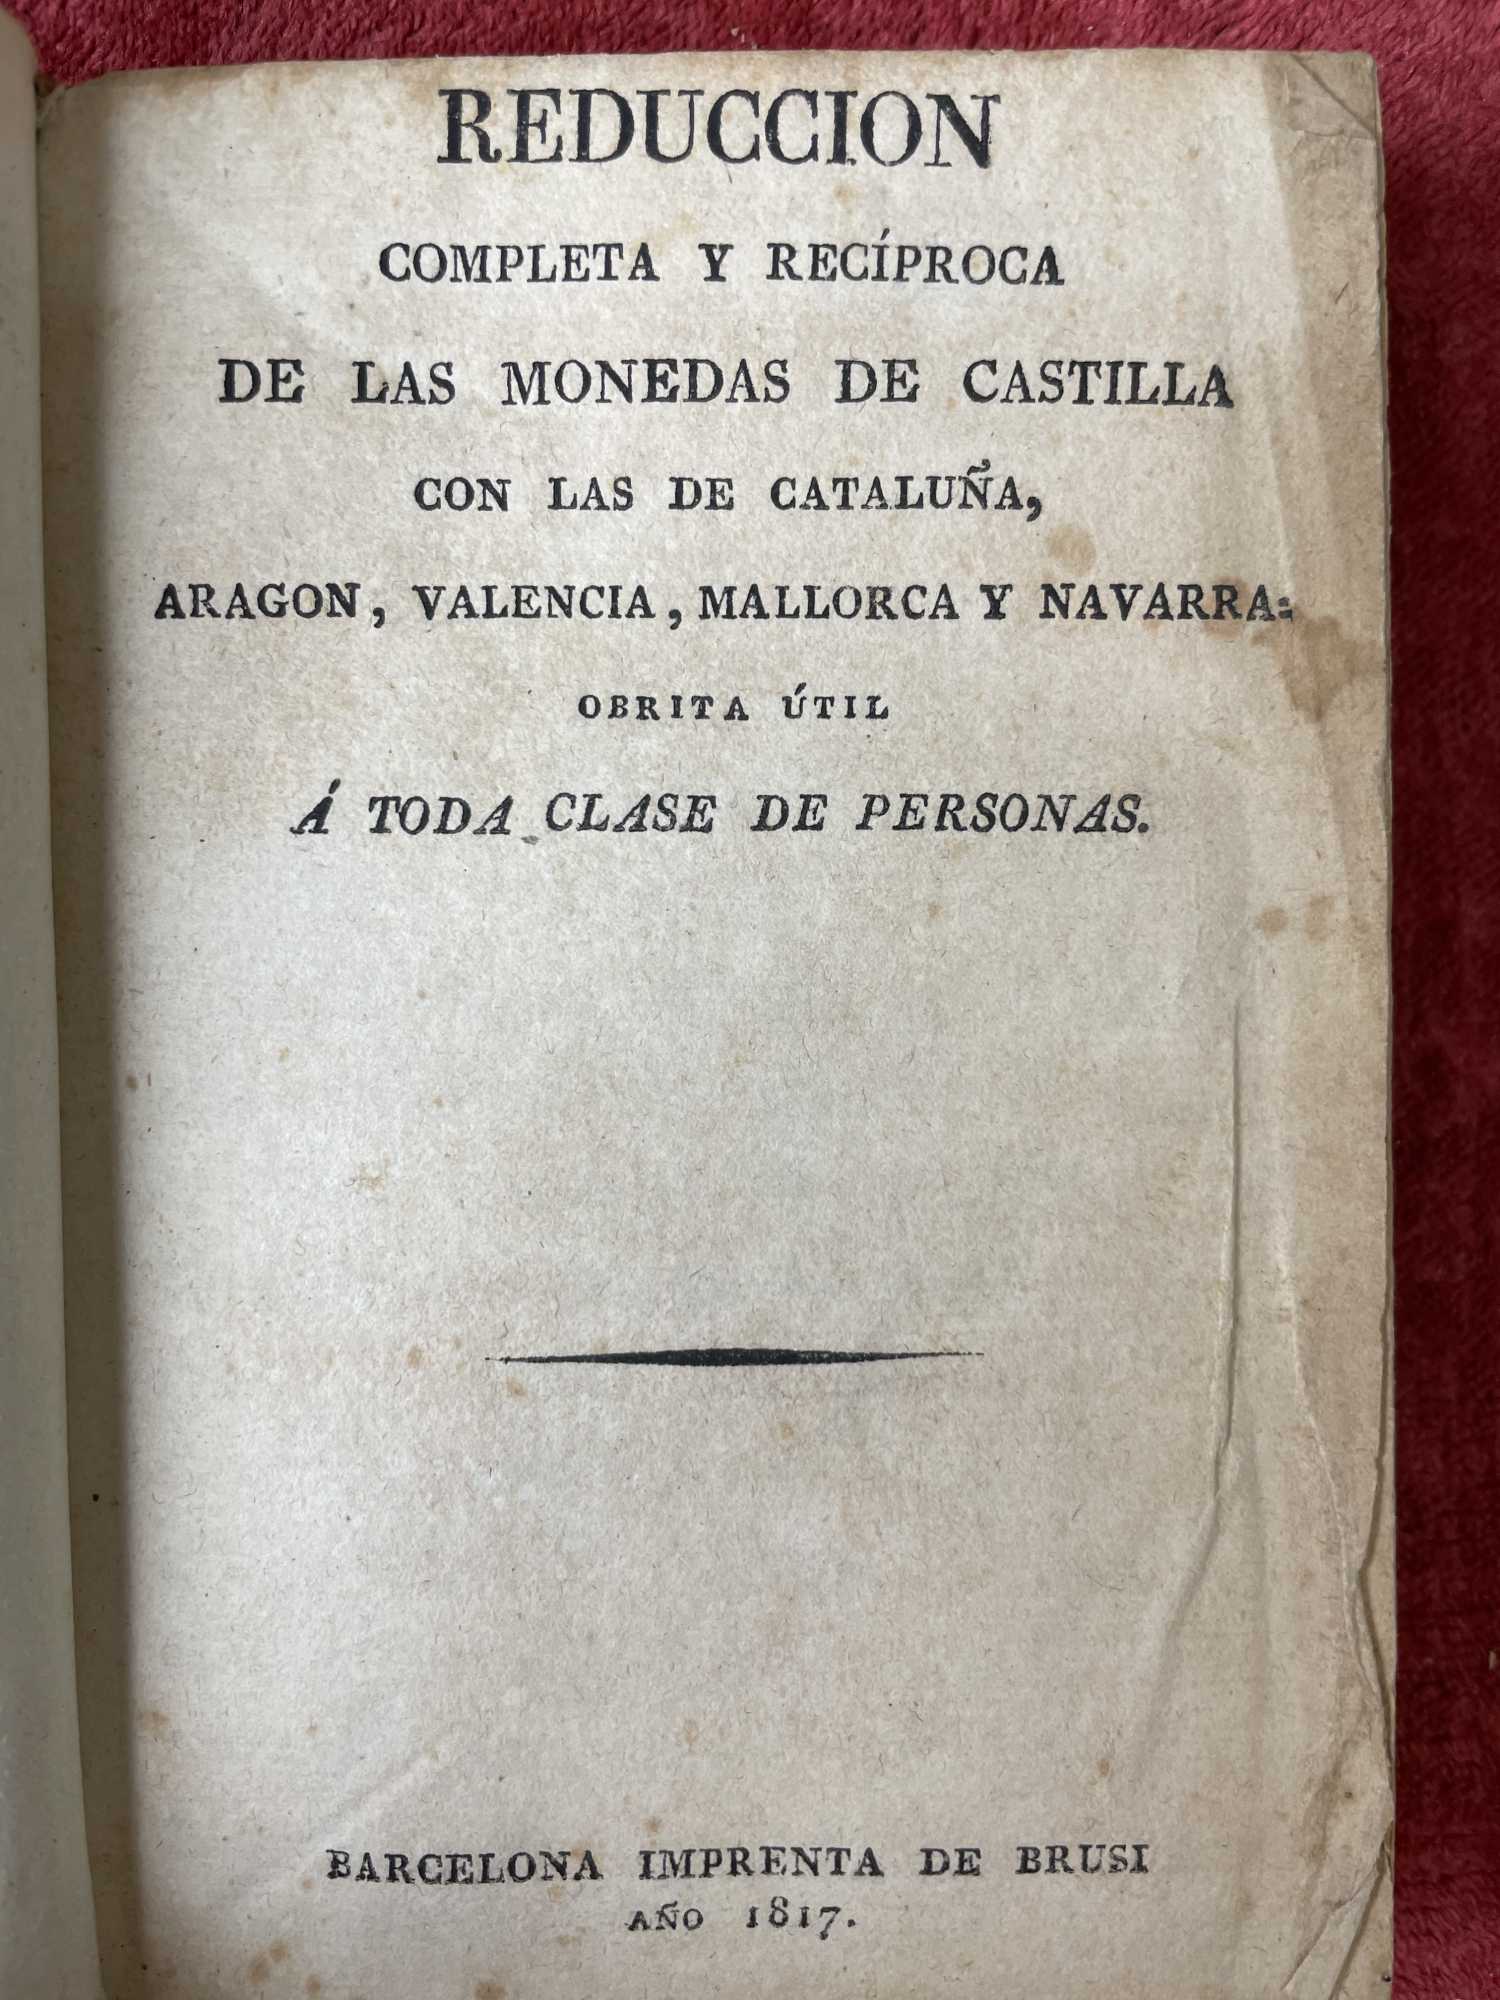 REDUCCION
COMPLETA Y RECÍPROCA
DE LAS MONEDAS DE CASTILLA
CON LAS DE CATALUÑA,
ARAGON, VALENCIA, MALLORCA Y NAVARRA:
OBRITA ÚTIL
Á TODA CLASE DE PERSONAS.
BARCELONA IMPRENTA DE BRUSI
AÑO 1817.